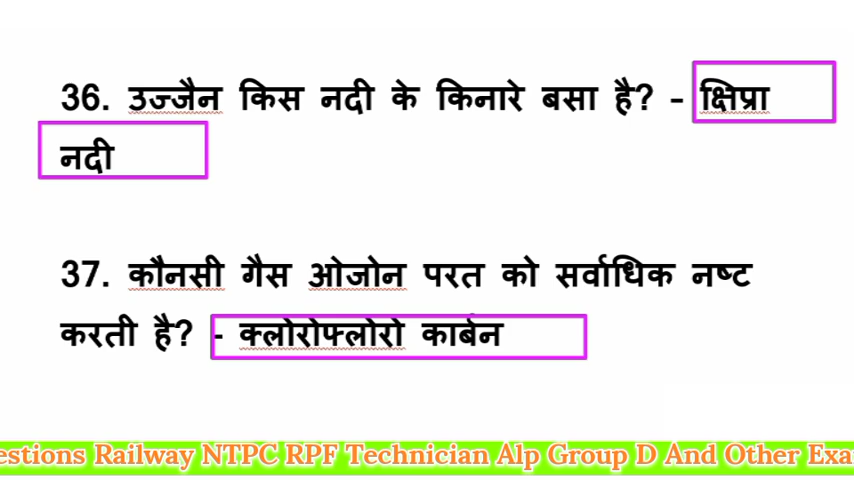 36. उज्जैन किस नदी के किनारे बसा है? - क्षिप्रा
नदी
37. कौनसी गैस ओजोन परत को सर्वाधिक नष्ट
करती है? - क्लोरोफ्लोरो कार्बन
estions Railway NTPC RPF Technician Alp Group D And Other Exa